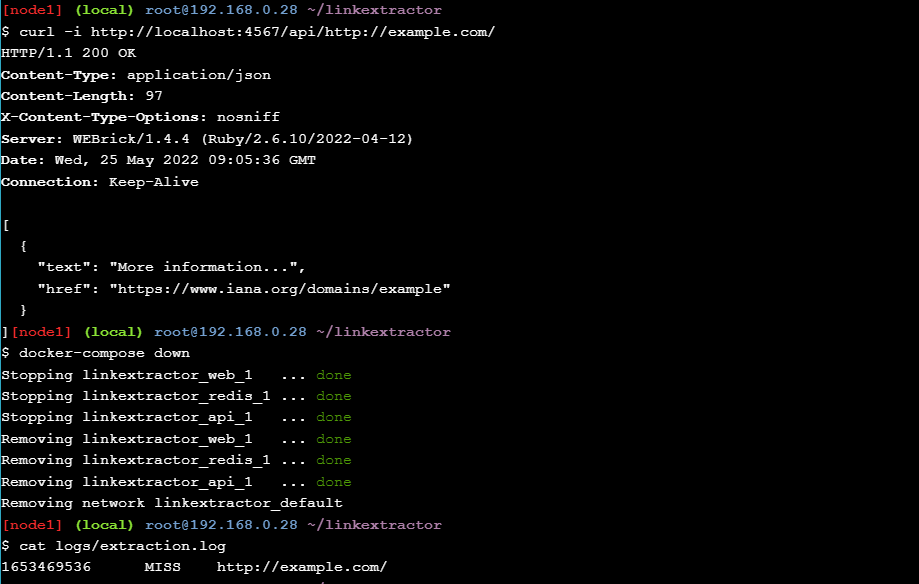 [node1] (local) root@192.168.0.28 ~/linkextractor
$ curl -i http://localhost:4567/api/http://example.com/
HTTP/1.1 200 OK
Content-Type: application/json
Content-Length: 97
X-Content-Type-Options: nosniff
Server: WEBrick/1.4.4 (Ruby/2.6.10/2022-04-12)
Date: Wed, 25 May 2022 09:05:36 GMT
Connection: Keep-Alive

[
  {
    "text": "More information...",
    "href": "https://www.iana.org/domains/example"
  }
][node1] (local) root@192.168.0.28 ~/linkextractor
$ docker-compose down
Stopping linkextractor_web_1   ... done
Stopping linkextractor_redis_1 ... done
Stopping linkextractor_api_1   ... done
Removing linkextractor_web_1   ... done
Removing linkextractor_redis_1 ... done
Removing linkextractor_api_1   ... done
Removing network linkextractor_default
[node1] (local) root@192.168.0.28 ~/linkextractor
$ cat logs/extraction.log
1653469536      MISS    http://example.com/